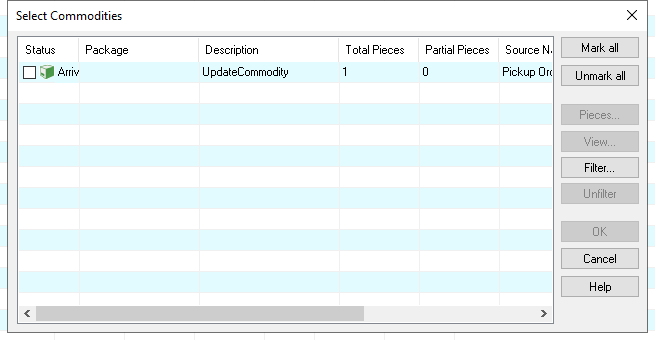 Select Commodities
Status Package Description Total Pieces Partial Pieces Source N
Arriv UpdateCommodity 1 0 Pickup Ord
Mark all
Unmark all
Pieces...
View...
Filter...
Unfilter
OK
Cancel
Help